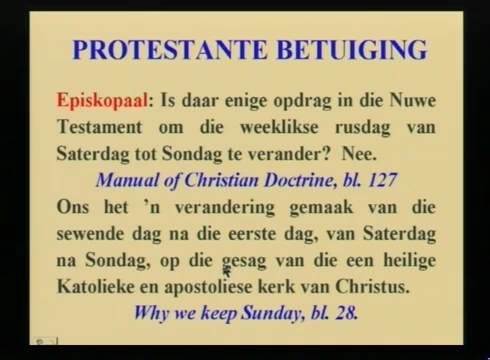 PROTESTANTE BETUIGING
Episkopaal: Is daar enige opdrag in die Nuwe
Testament om die weeklikse rusdag van
Saterdag tot Sondag te verander? Nee.
Manual of Christian Doctrine, bl. 127
Ons het 'n verandering gemaak van die
sewende dag na die eerste dag, van Saterdag
na Sondag, op die gesag van die een heilige
Katolieke en apostoliese kerk van Christus.
Why we keep Sunday, bl. 28.